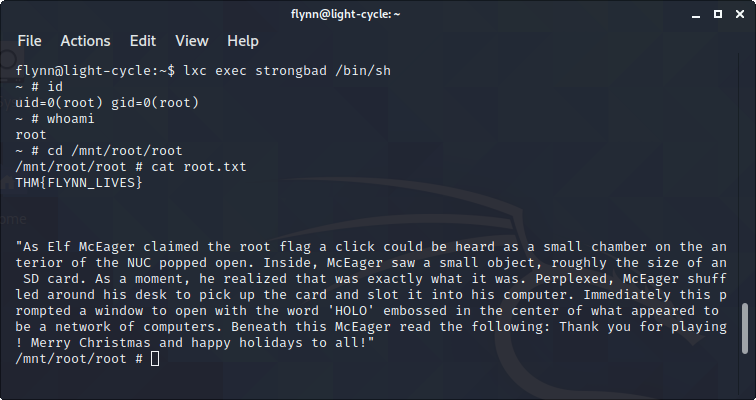 flynn@light-cycle: ~
File Actions Edit View Help
flynn@light-cycle:~$ lxc exec strongbad /bin/sh
~ # id
uid=0(root) gid=0(root)
~ # whoami
root
~ # cd /mnt/root/root
/mnt/root/root # cat root.txt
THM{FLYNN_LIVES}
"As Elf McEager claimed the root flag a click could be heard as a small chamber on the an
terior of the NUC popped open. Inside, McEager saw a small object, roughly the size of an
 SD card. As a moment, he realized that was exactly what it was. Perplexed, McEager shuff
led around his desk to pick up the card and slot it into his computer. Immediately this p
rompted a window to open with the word 'HOLO' embossed in the center of what appeared to
be a network of computers. Beneath this McEager read the following: Thank you for playing
! Merry Christmas and happy holidays to all!"
/mnt/root/root #